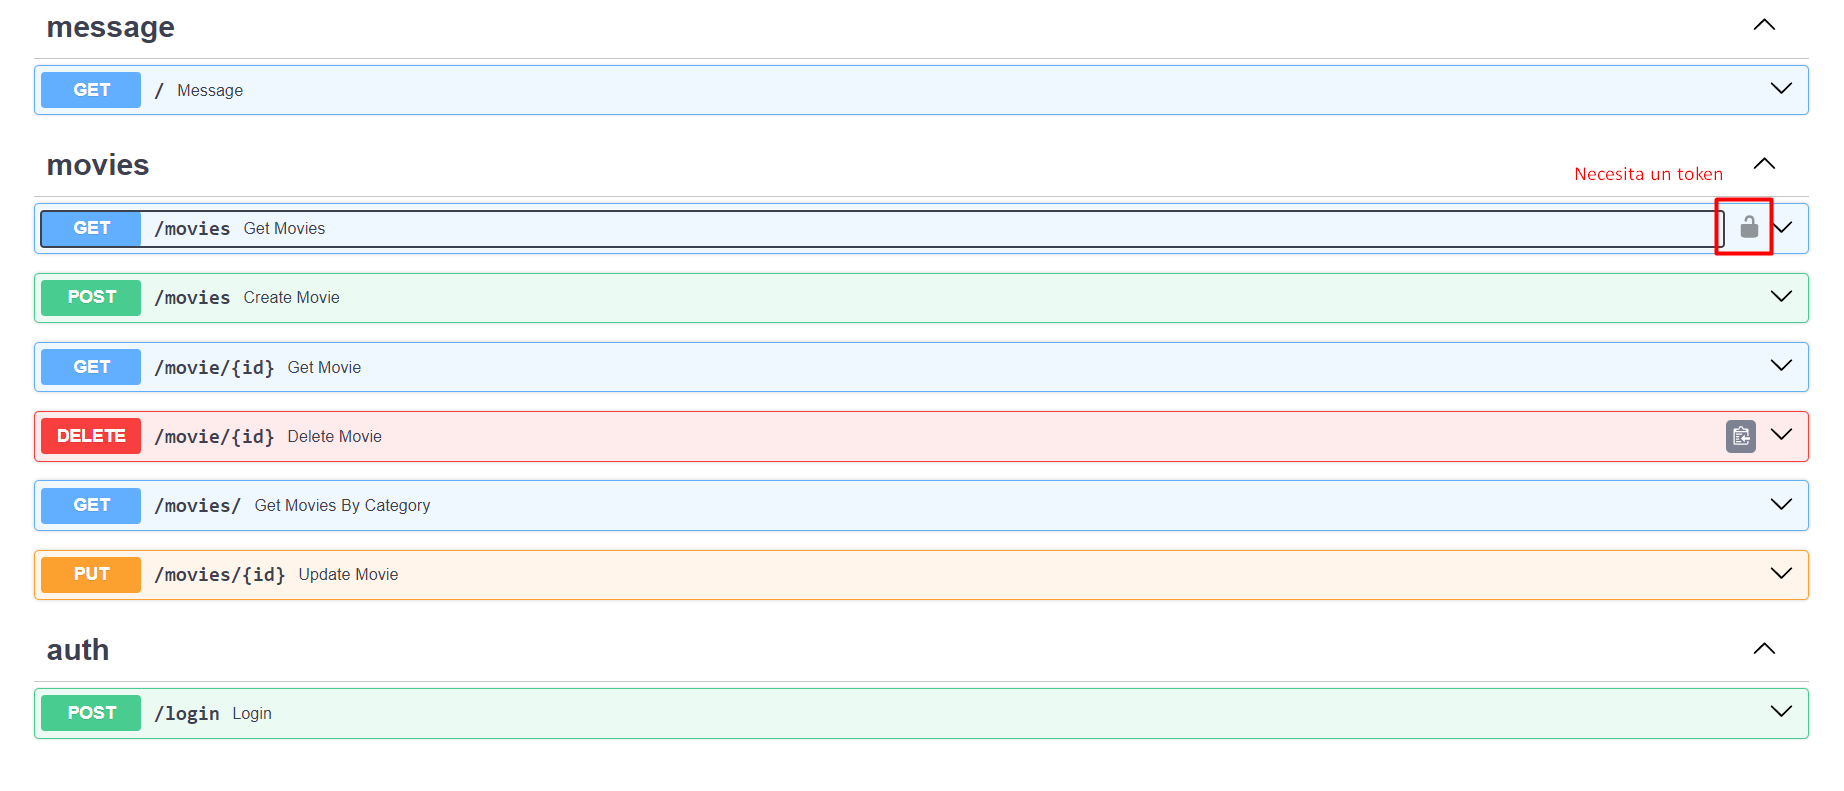 message
GET / Message
movies
Necesita un token
GET /movies Get Movies
POST /movies Create Movie
GET /movie/{id} Get Movie
DELETE /movie/{id} Delete Movie
GET /movies/ Get Movies By Category
PUT /movies/{id} Update Movie
auth
POST /login Login